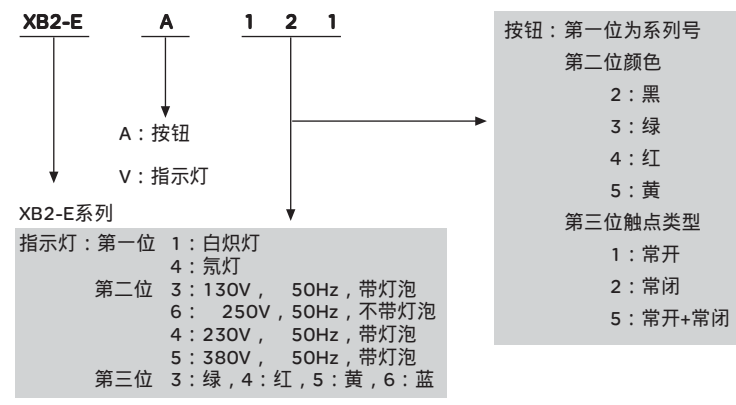 XB2-E A 1 2 1
A：按钮
V：指示灯
XB2-E系列
指示灯：第一位 1：白炽灯
4：氖灯
第二位 3：130V， 50Hz，带灯泡
6： 250V，50Hz，不带灯泡
4：230V， 50Hz，带灯泡
5：380V， 50Hz，带灯泡
第三位 3：绿，4：红，5：黄，6：蓝
按钮：第一位为系列号
第二位颜色
2：黑
3：绿
4：红
5：黄
第三位触点类型
1：常开
2：常闭
5：常开+常闭